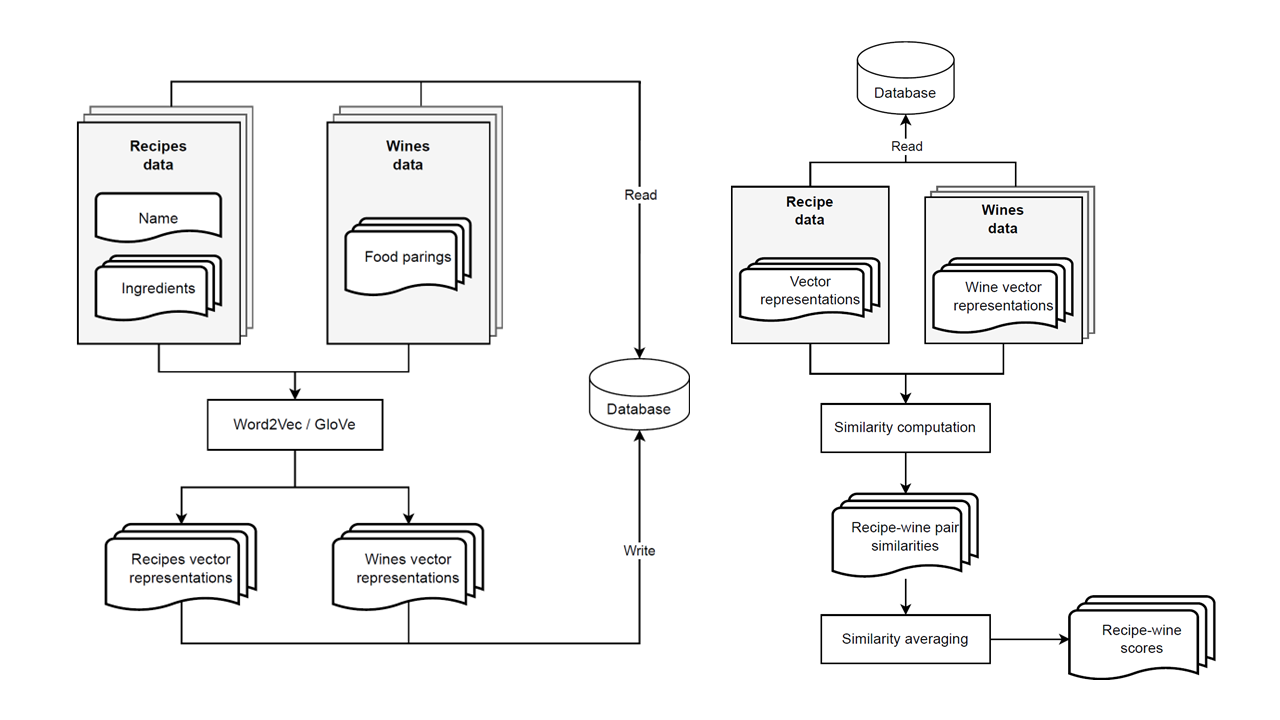 Recipes
data
Name
Ingredients
Wines
data
Food parings
Read
Database
Word2Vec / GloVe
Recipes vector
representations
Wines vector
representations
Write
Database
Read
Recipe
data
Vector
representations
Wines
data
Wine vector
representations
Similarity computation
Recipe-wine pair
similarities
Similarity averaging
Recipe-wine
scores